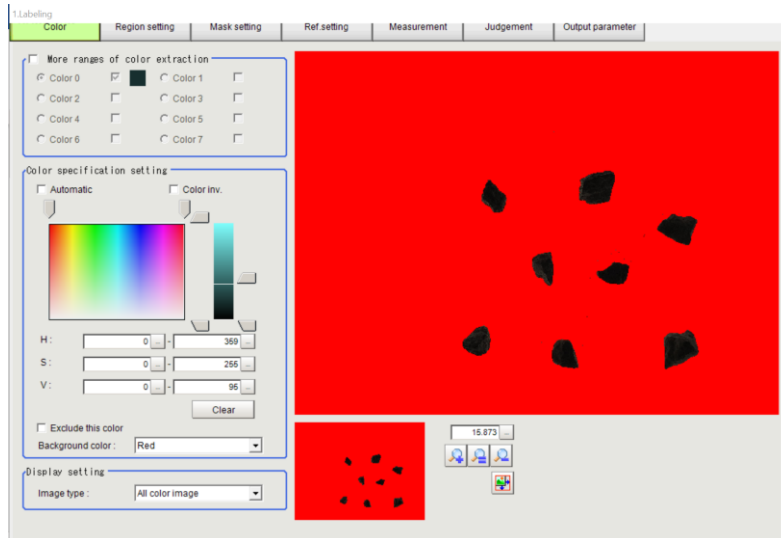 1.Labeling
Color Region setting Mask setting Ref.setting Measurement Judgement Output parameter
More ranges of color extraction
Color 0 Color 1
Color 2 Color 3
Color 4 Color 5
Color 6 Color 7
Color specification setting
Automatic Color inv.
H : 0 ... - 359 ...
S : 0 ... - 255 ...
V : 0 ... - 95 ...
Clear
Exclude this color
Background color : Red
15.873 ...
Display setting
Image type : All color image